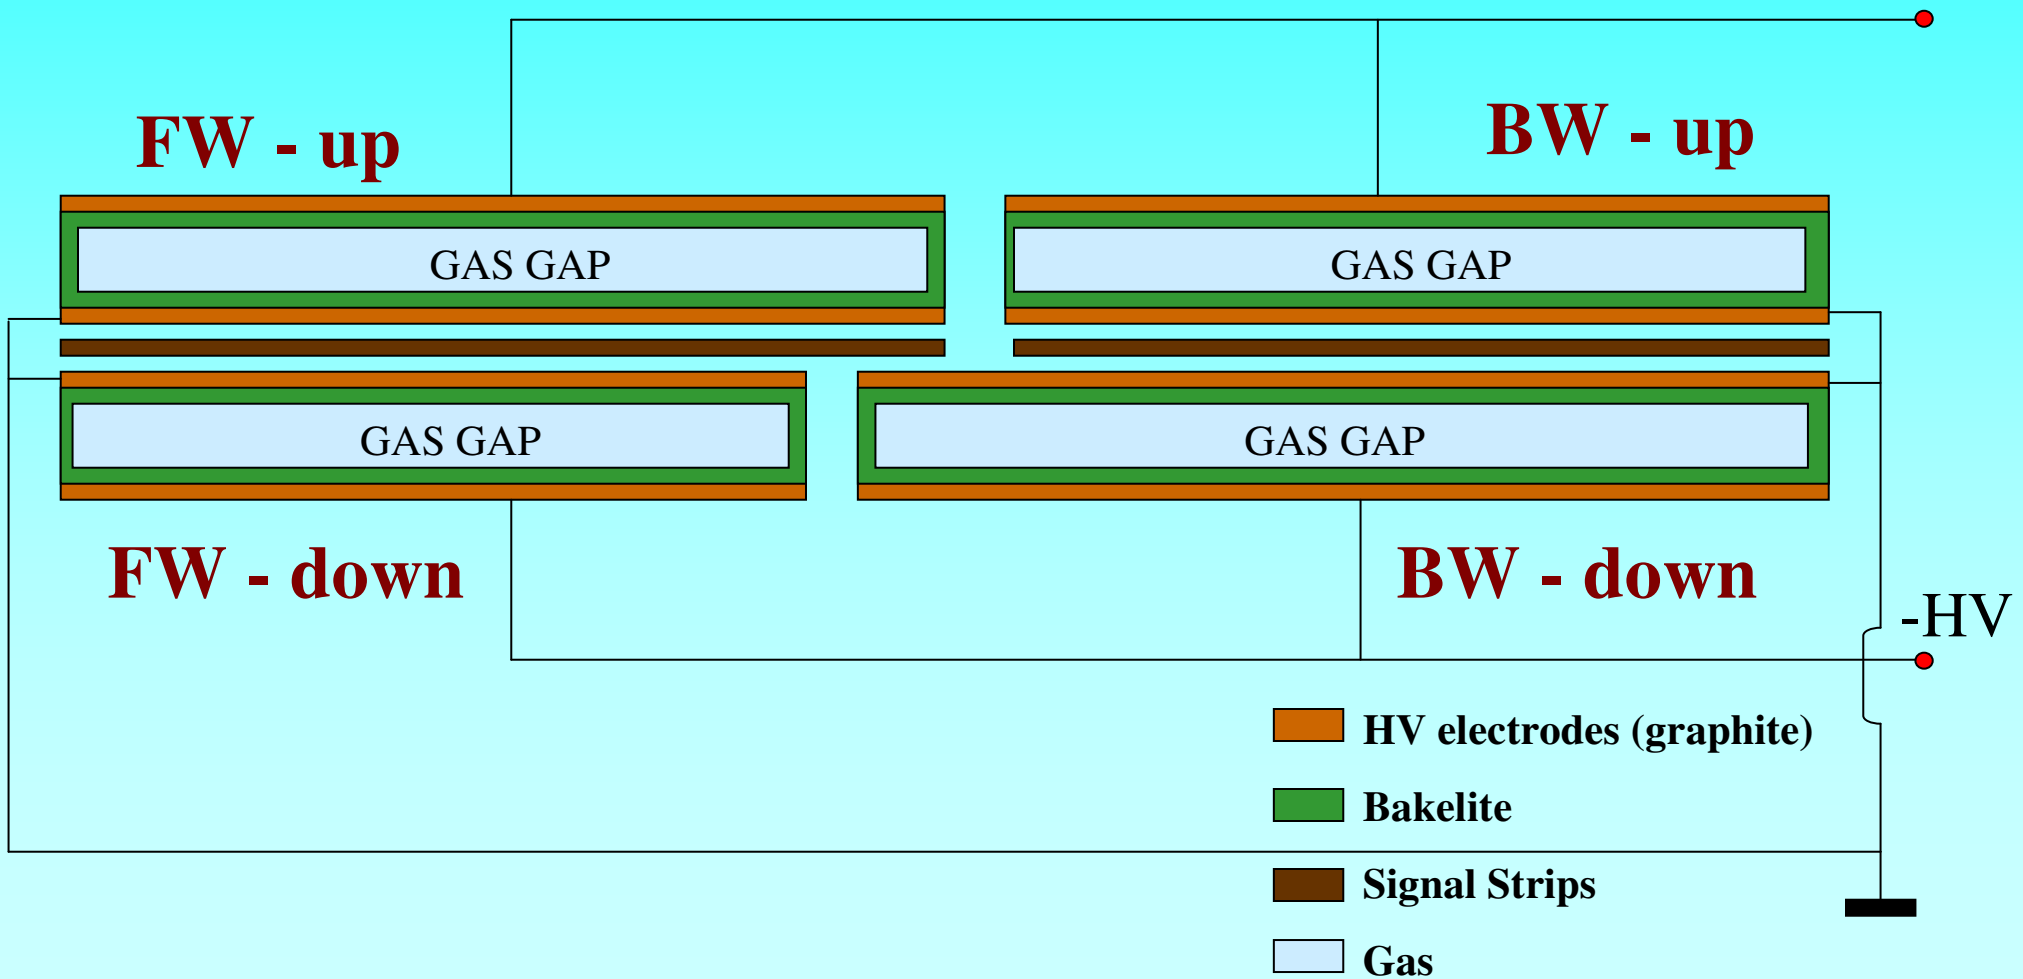 FW - up
BW - up
GAS GAP
GAS GAP
GAS GAP
GAS GAP
FW - down
BW - down
-HV
HV electrodes (graphite)
Bakelite
Signal Strips
Gas